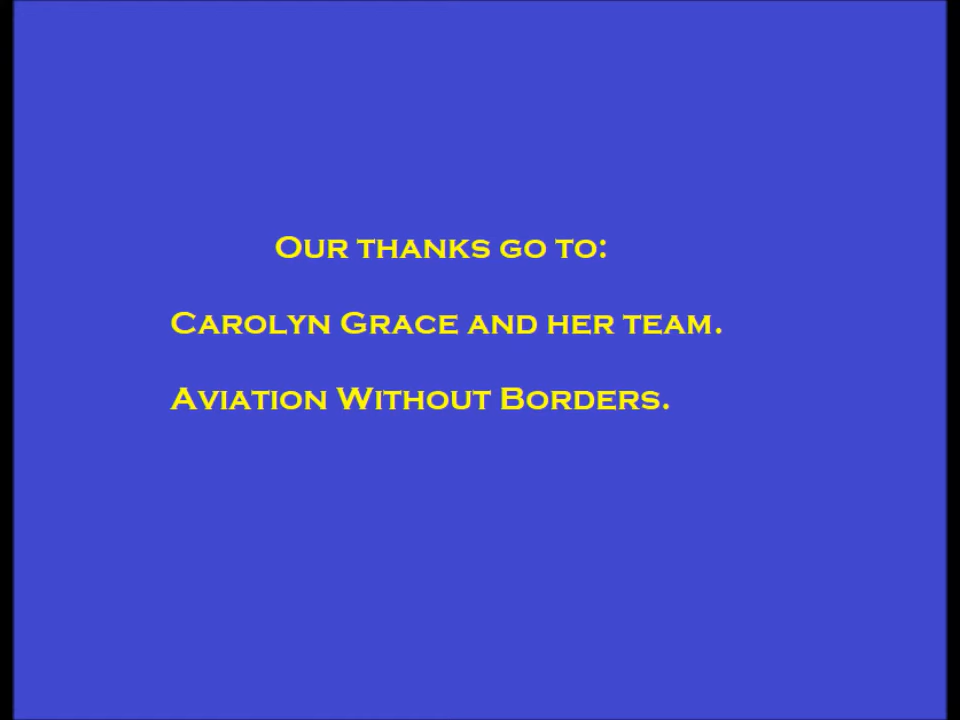 Our thanks go to:
Carolyn Grace and her team.
Aviation Without Borders.